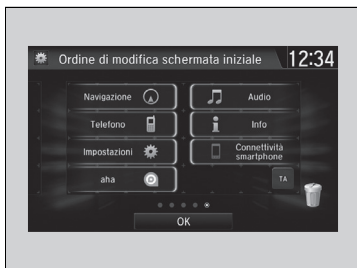 Ordine di modifica schermata iniziale 12:34
Navigazione
Audio
Telefono
Info
Impostazioni
Connettività
smartphone
aha
TA
OK